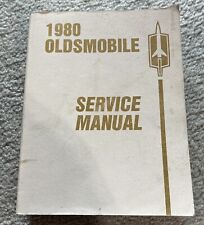 1980
OLDSMOBILE
SERVICE
MANUAL